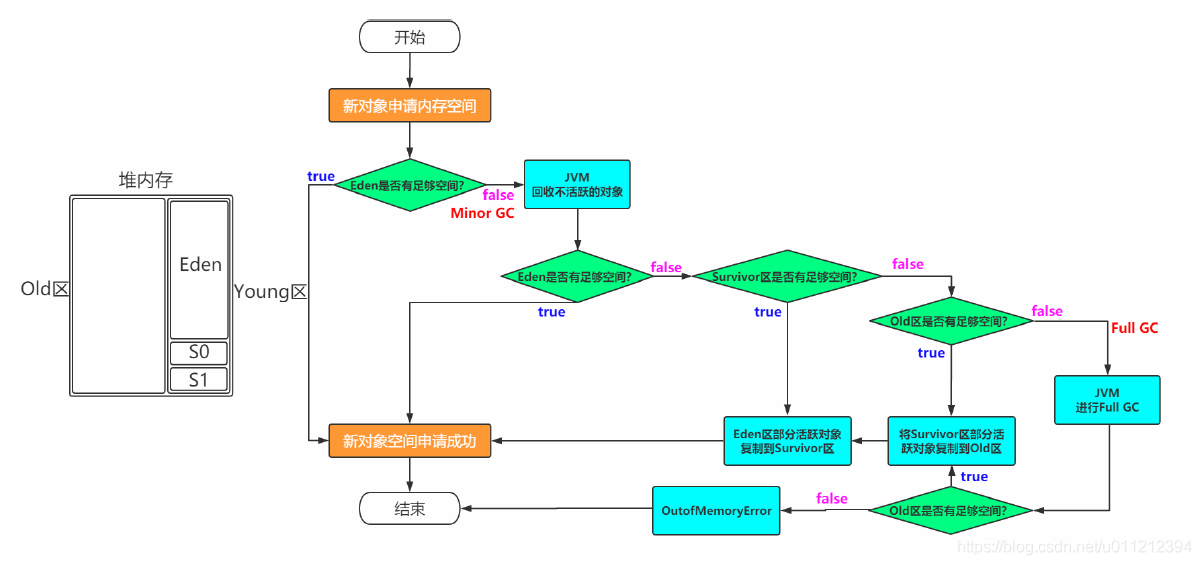 开始
新对象申请内存空间
true
Eden是否有足够空间?
false
Minor GC
JVM
回收不活跃的对象
堆内存
Old区
Eden
S0
S1
Young区
Eden是否有足够空间?
false
true
Survivor区是否有足够空间?
false
true
Old区是否有足够空间?
false
Full GC
true
JVM
进行Full GC
新对象空间申请成功
Eden区部分活跃对象
复制到Survivor区
将Survivor区部分活
跃对象复制到Old区
true
结束
OutofMemoryError
false
Old区是否有足够空间?
https://blog.csdn.net/u011212394